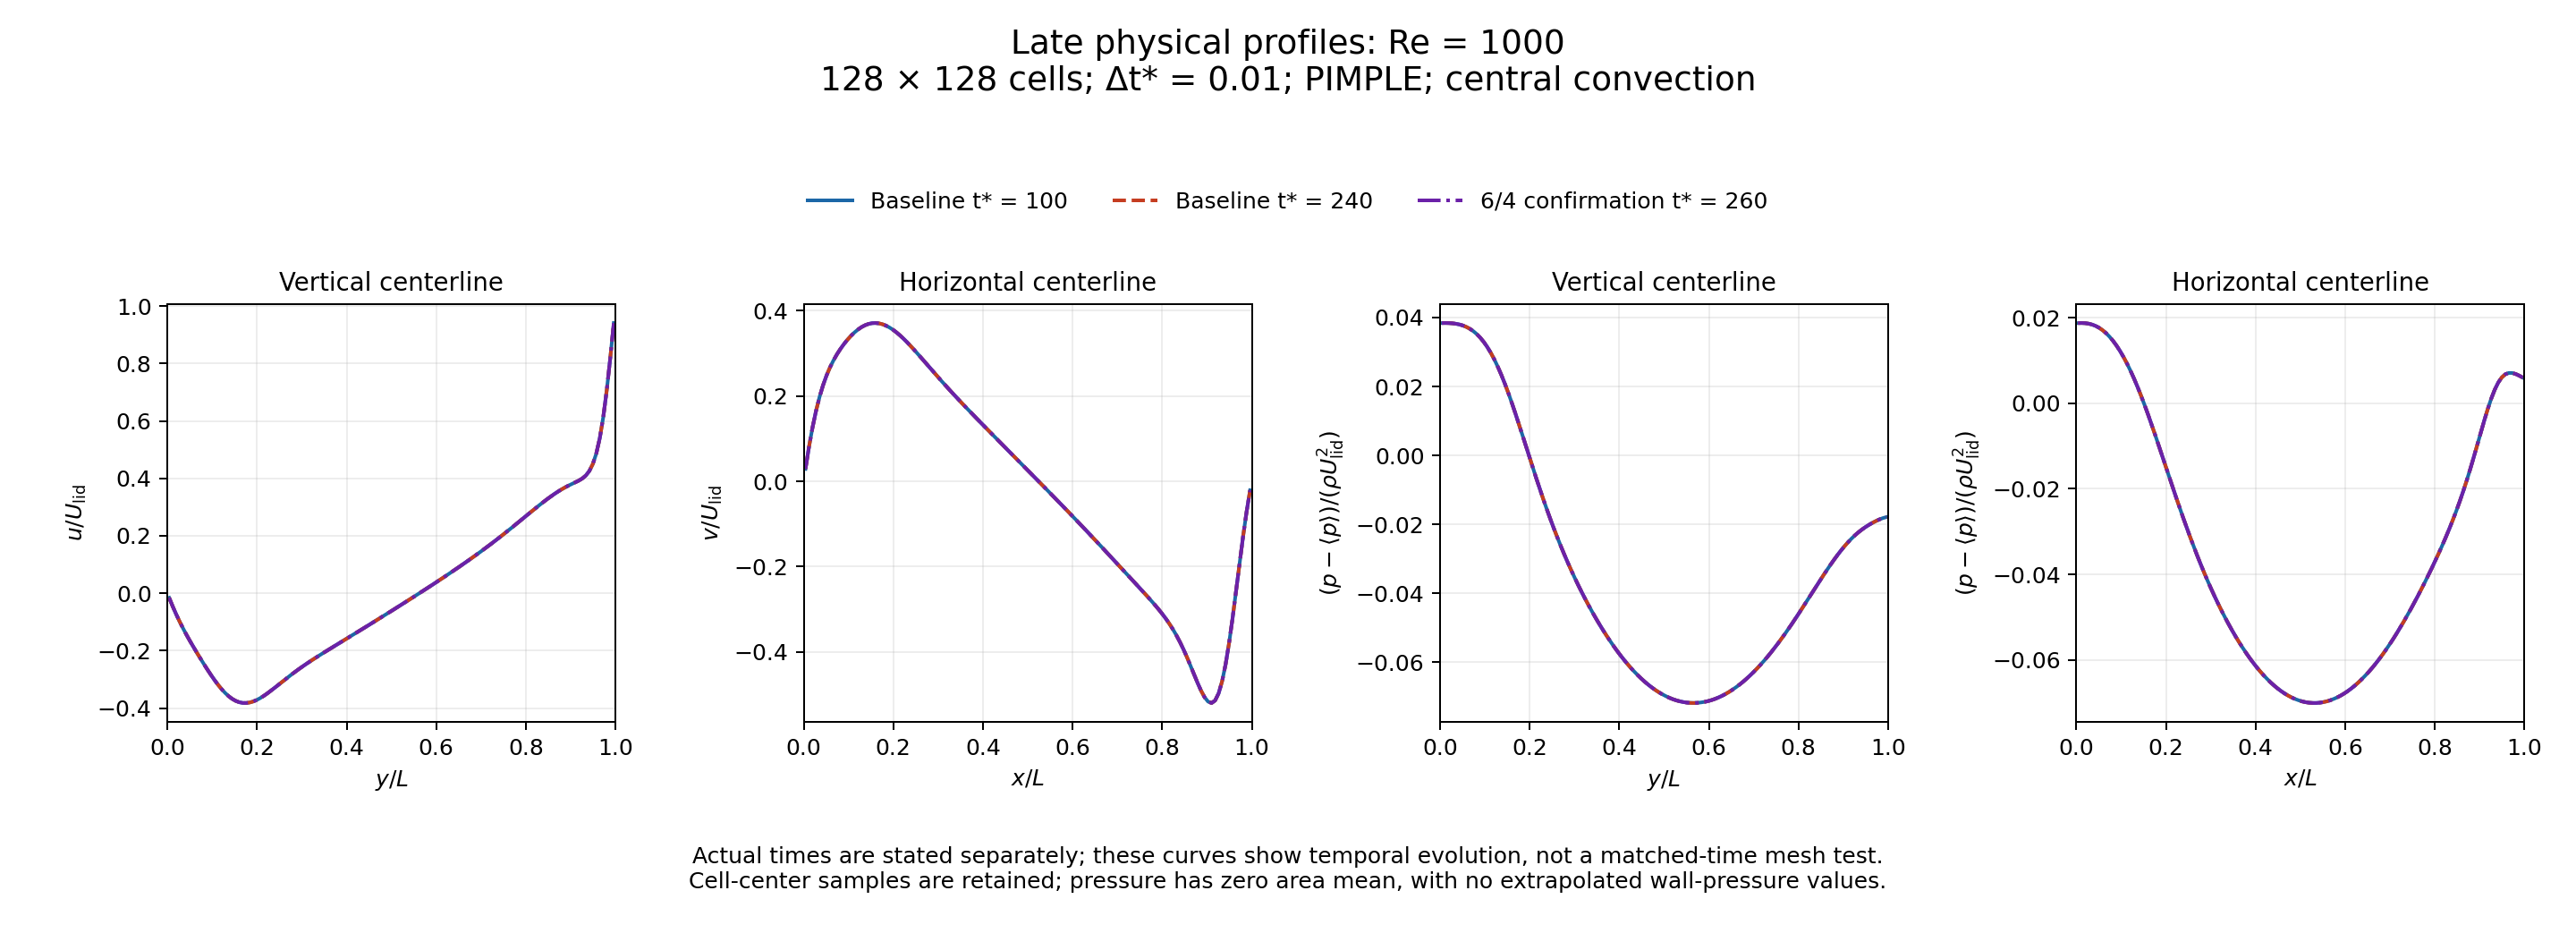 Late physical profiles: Re = 1000
128 × 128 cells; Δt* = 0.01; PIMPLE; central convection
Baseline t* = 100
Baseline t* = 240
6/4 confirmation t* = 260
Vertical centerline
1.0
0.8
0.6
0.4
0.2
0.0
−0.2
−0.4
u/U_lid
0.0 0.2 0.4 0.6 0.8 1.0
y/L
Horizontal centerline
0.4
0.2
0.0
−0.2
−0.4
v/U_lid
0.0 0.2 0.4 0.6 0.8 1.0
x/L
Vertical centerline
0.04
0.02
0.00
−0.02
−0.04
−0.06
(p − ⟨p⟩)/(ρU²_lid)
0.0 0.2 0.4 0.6 0.8 1.0
y/L
Horizontal centerline
0.02
0.00
−0.02
−0.04
−0.06
(p − ⟨p⟩)/(ρU²_lid)
0.0 0.2 0.4 0.6 0.8 1.0
x/L
Actual times are stated separately; these curves show temporal evolution, not a matched-time mesh test.
Cell-center samples are retained; pressure has zero area mean, with no extrapolated wall-pressure values.